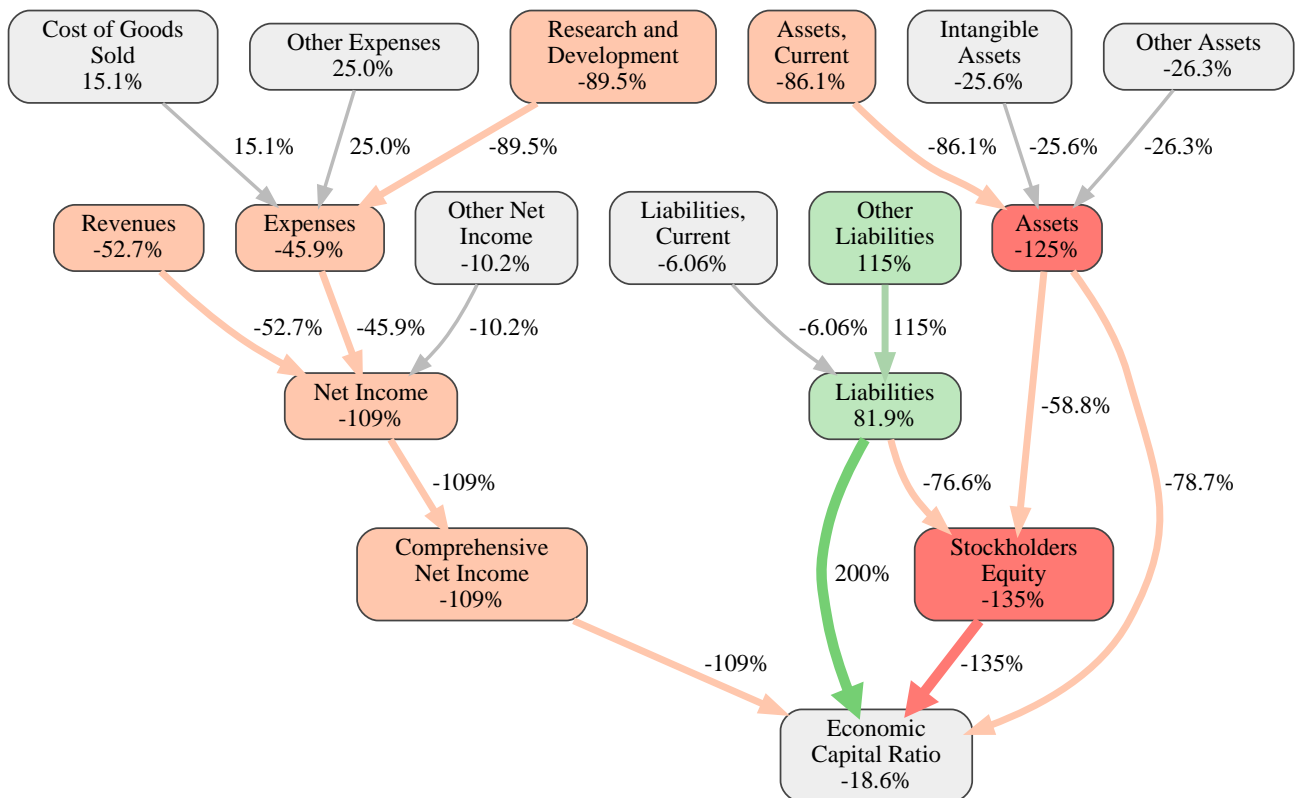 Cost of Goods
Sold
15.1%
Other Expenses
25.0%
Research and
Development
-89.5%
Assets,
Current
-86.1%
Intangible
Assets
-25.6%
Other Assets
-26.3%
15.1%
25.0%
-89.5%
-86.1%
-25.6%
-26.3%
Revenues
-52.7%
Expenses
-45.9%
Other Net
Income
-10.2%
Liabilities,
Current
-6.06%
Other
Liabilities
115%
Assets
-125%
-52.7%
-45.9%
-10.2%
-6.06%
115%
Net Income
-109%
Liabilities
81.9%
-58.8%
-109%
-76.6%
-78.7%
Comprehensive
Net Income
-109%
200%
Stockholders
Equity
-135%
-109%
-135%
Economic
Capital Ratio
-18.6%